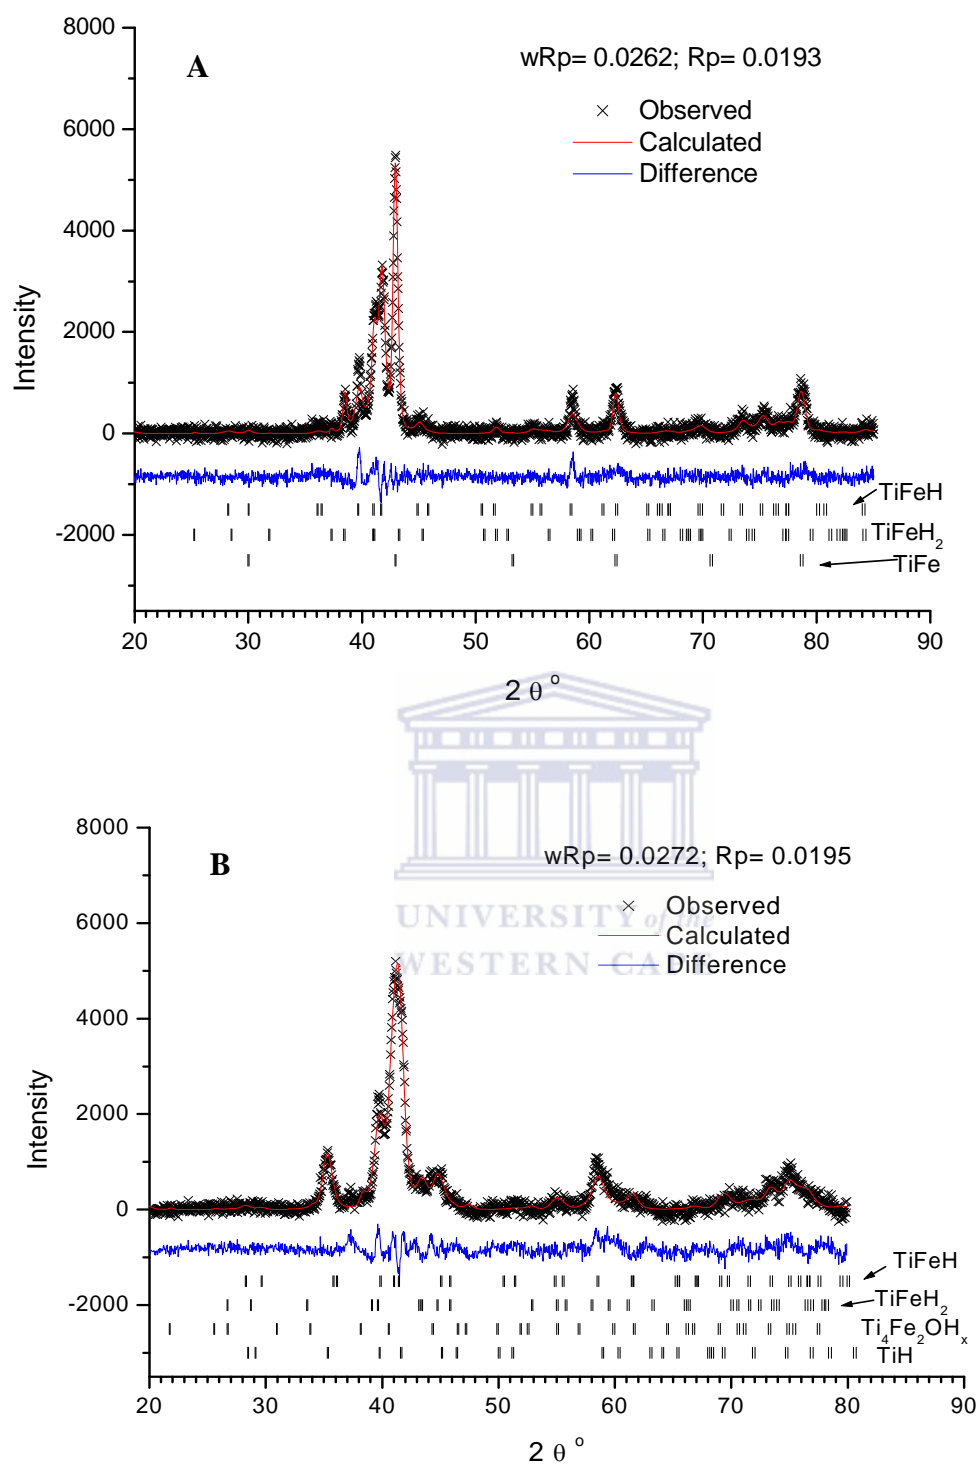 8000
A
wRp= 0.0262; Rp= 0.0193
6000
Observed
Calculated
Difference
4000
Intensity
2000
0
TiFeH
-2000
TiFeH₂
TiFe
20 30 40 50 60 70 80 90
2 θ °
8000
B
wRp= 0.0272; Rp= 0.0195
6000
Observed
UNIVERSITY of the
Calculated
WESTERN CAPE
Difference
4000
Intensity
2000
0
TiFeH
-2000
TiFeH₂
Ti₄Fe₂OHₓ
TiH
20 30 40 50 60 70 80
2 θ °